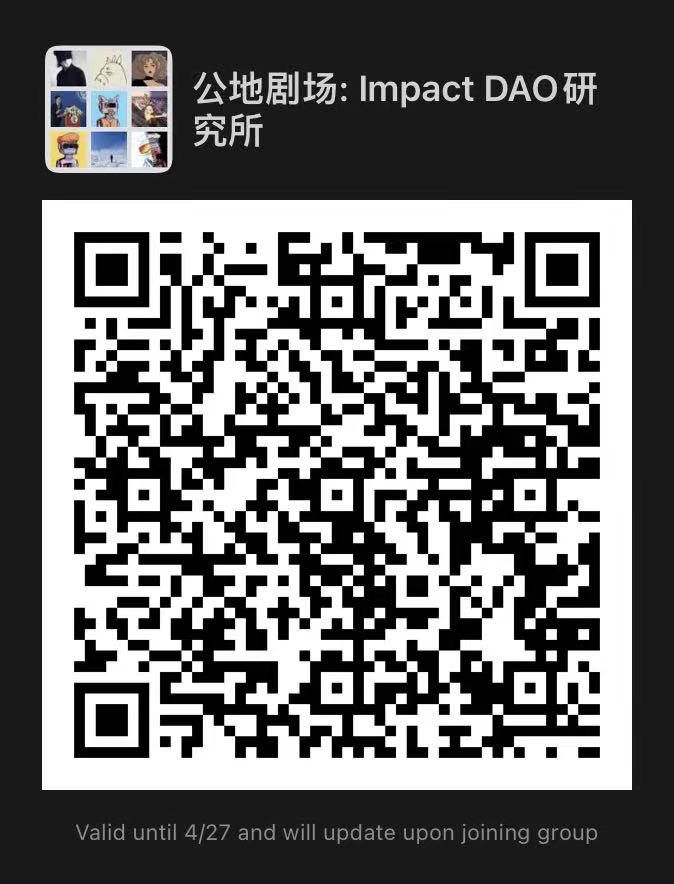 公地剧场: Impact DAO研
究所
Valid until 4/27 and will update upon joining group